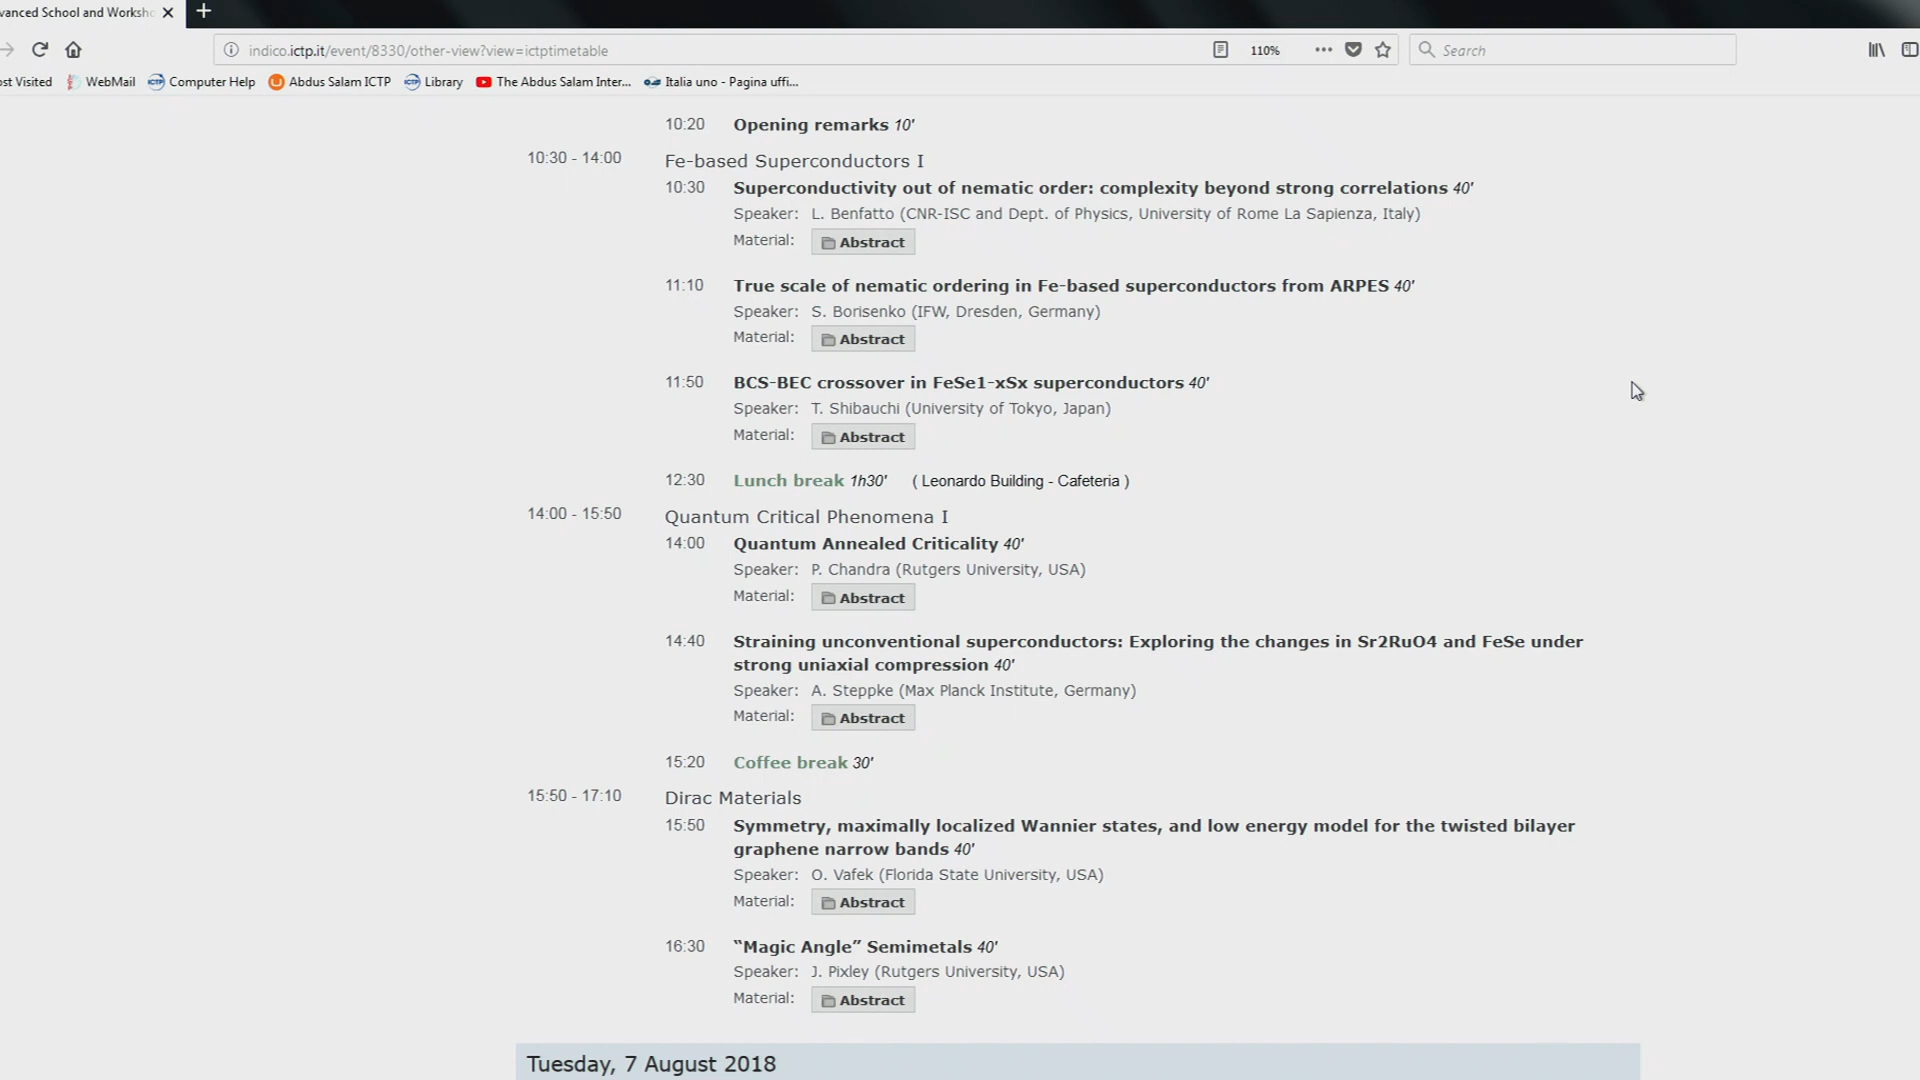 vanced School and Worksho
indico.ictp.it/event/8330/other-view?view=ictptimetable
110%
Search
ost Visited
WebMail
Computer Help
Abdus Salam ICTP
Library
The Abdus Salam Inter...
Italia uno - Pagina uffi...
10:20 Opening remarks 10'
10:30 - 14:00 Fe-based Superconductors I
10:30 Superconductivity out of nematic order: complexity beyond strong correlations 40'
Speaker: L. Benfatto (CNR-ISC and Dept. of Physics, University of Rome La Sapienza, Italy)
Material: Abstract
11:10 True scale of nematic ordering in Fe-based superconductors from ARPES 40'
Speaker: S. Borisenko (IFW, Dresden, Germany)
Material: Abstract
11:50 BCS-BEC crossover in FeSe1-xSx superconductors 40'
Speaker: T. Shibauchi (University of Tokyo, Japan)
Material: Abstract
12:30 Lunch break 1h30' ( Leonardo Building - Cafeteria )
14:00 - 15:50 Quantum Critical Phenomena I
14:00 Quantum Annealed Criticality 40'
Speaker: P. Chandra (Rutgers University, USA)
Material: Abstract
14:40 Straining unconventional superconductors: Exploring the changes in Sr2RuO4 and FeSe under
strong uniaxial compression 40'
Speaker: A. Steppke (Max Planck Institute, Germany)
Material: Abstract
15:20 Coffee break 30'
15:50 - 17:10 Dirac Materials
15:50 Symmetry, maximally localized Wannier states, and low energy model for the twisted bilayer
graphene narrow bands 40'
Speaker: O. Vafek (Florida State University, USA)
Material: Abstract
16:30 “Magic Angle” Semimetals 40'
Speaker: J. Pixley (Rutgers University, USA)
Material: Abstract
Tuesday, 7 August 2018